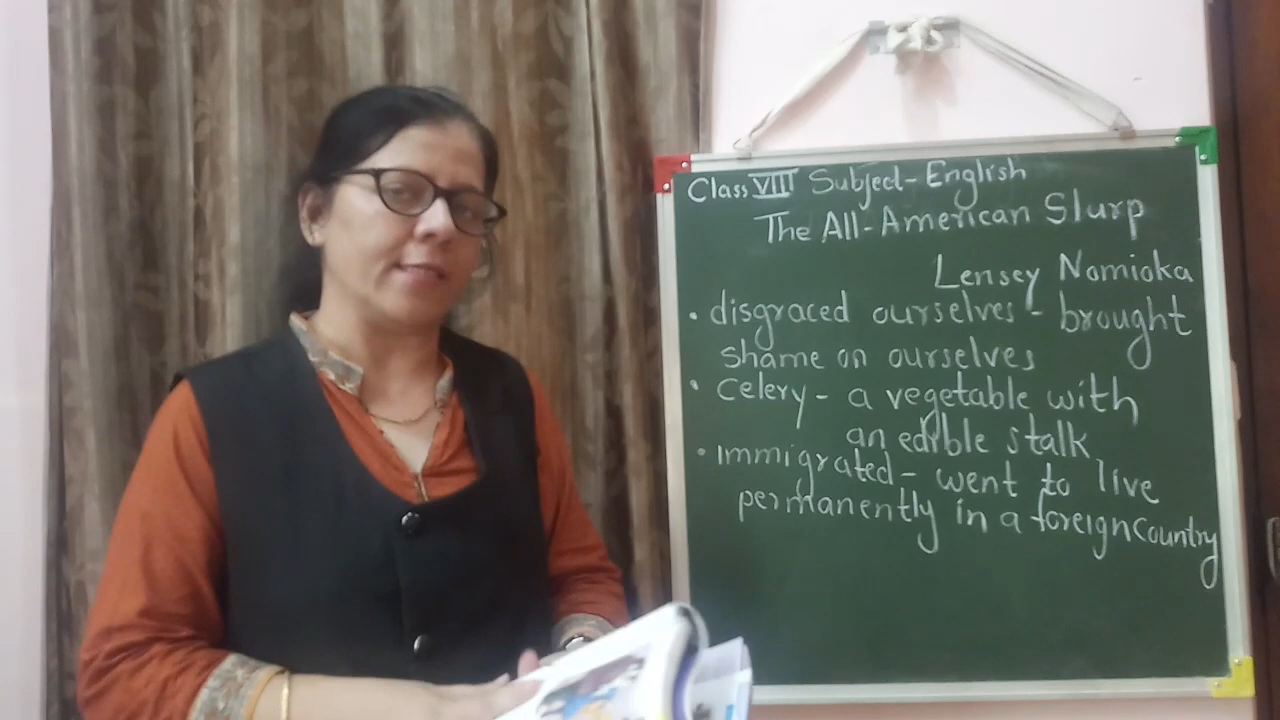 Class VIII Subject - English
The All-American Slurp
Lensey Nomioka
• disgraced ourselves - brought
shame on ourselves
• celery - a vegetable with
an edible stalk
• Immigrated - went to live
permanently in a foreign country